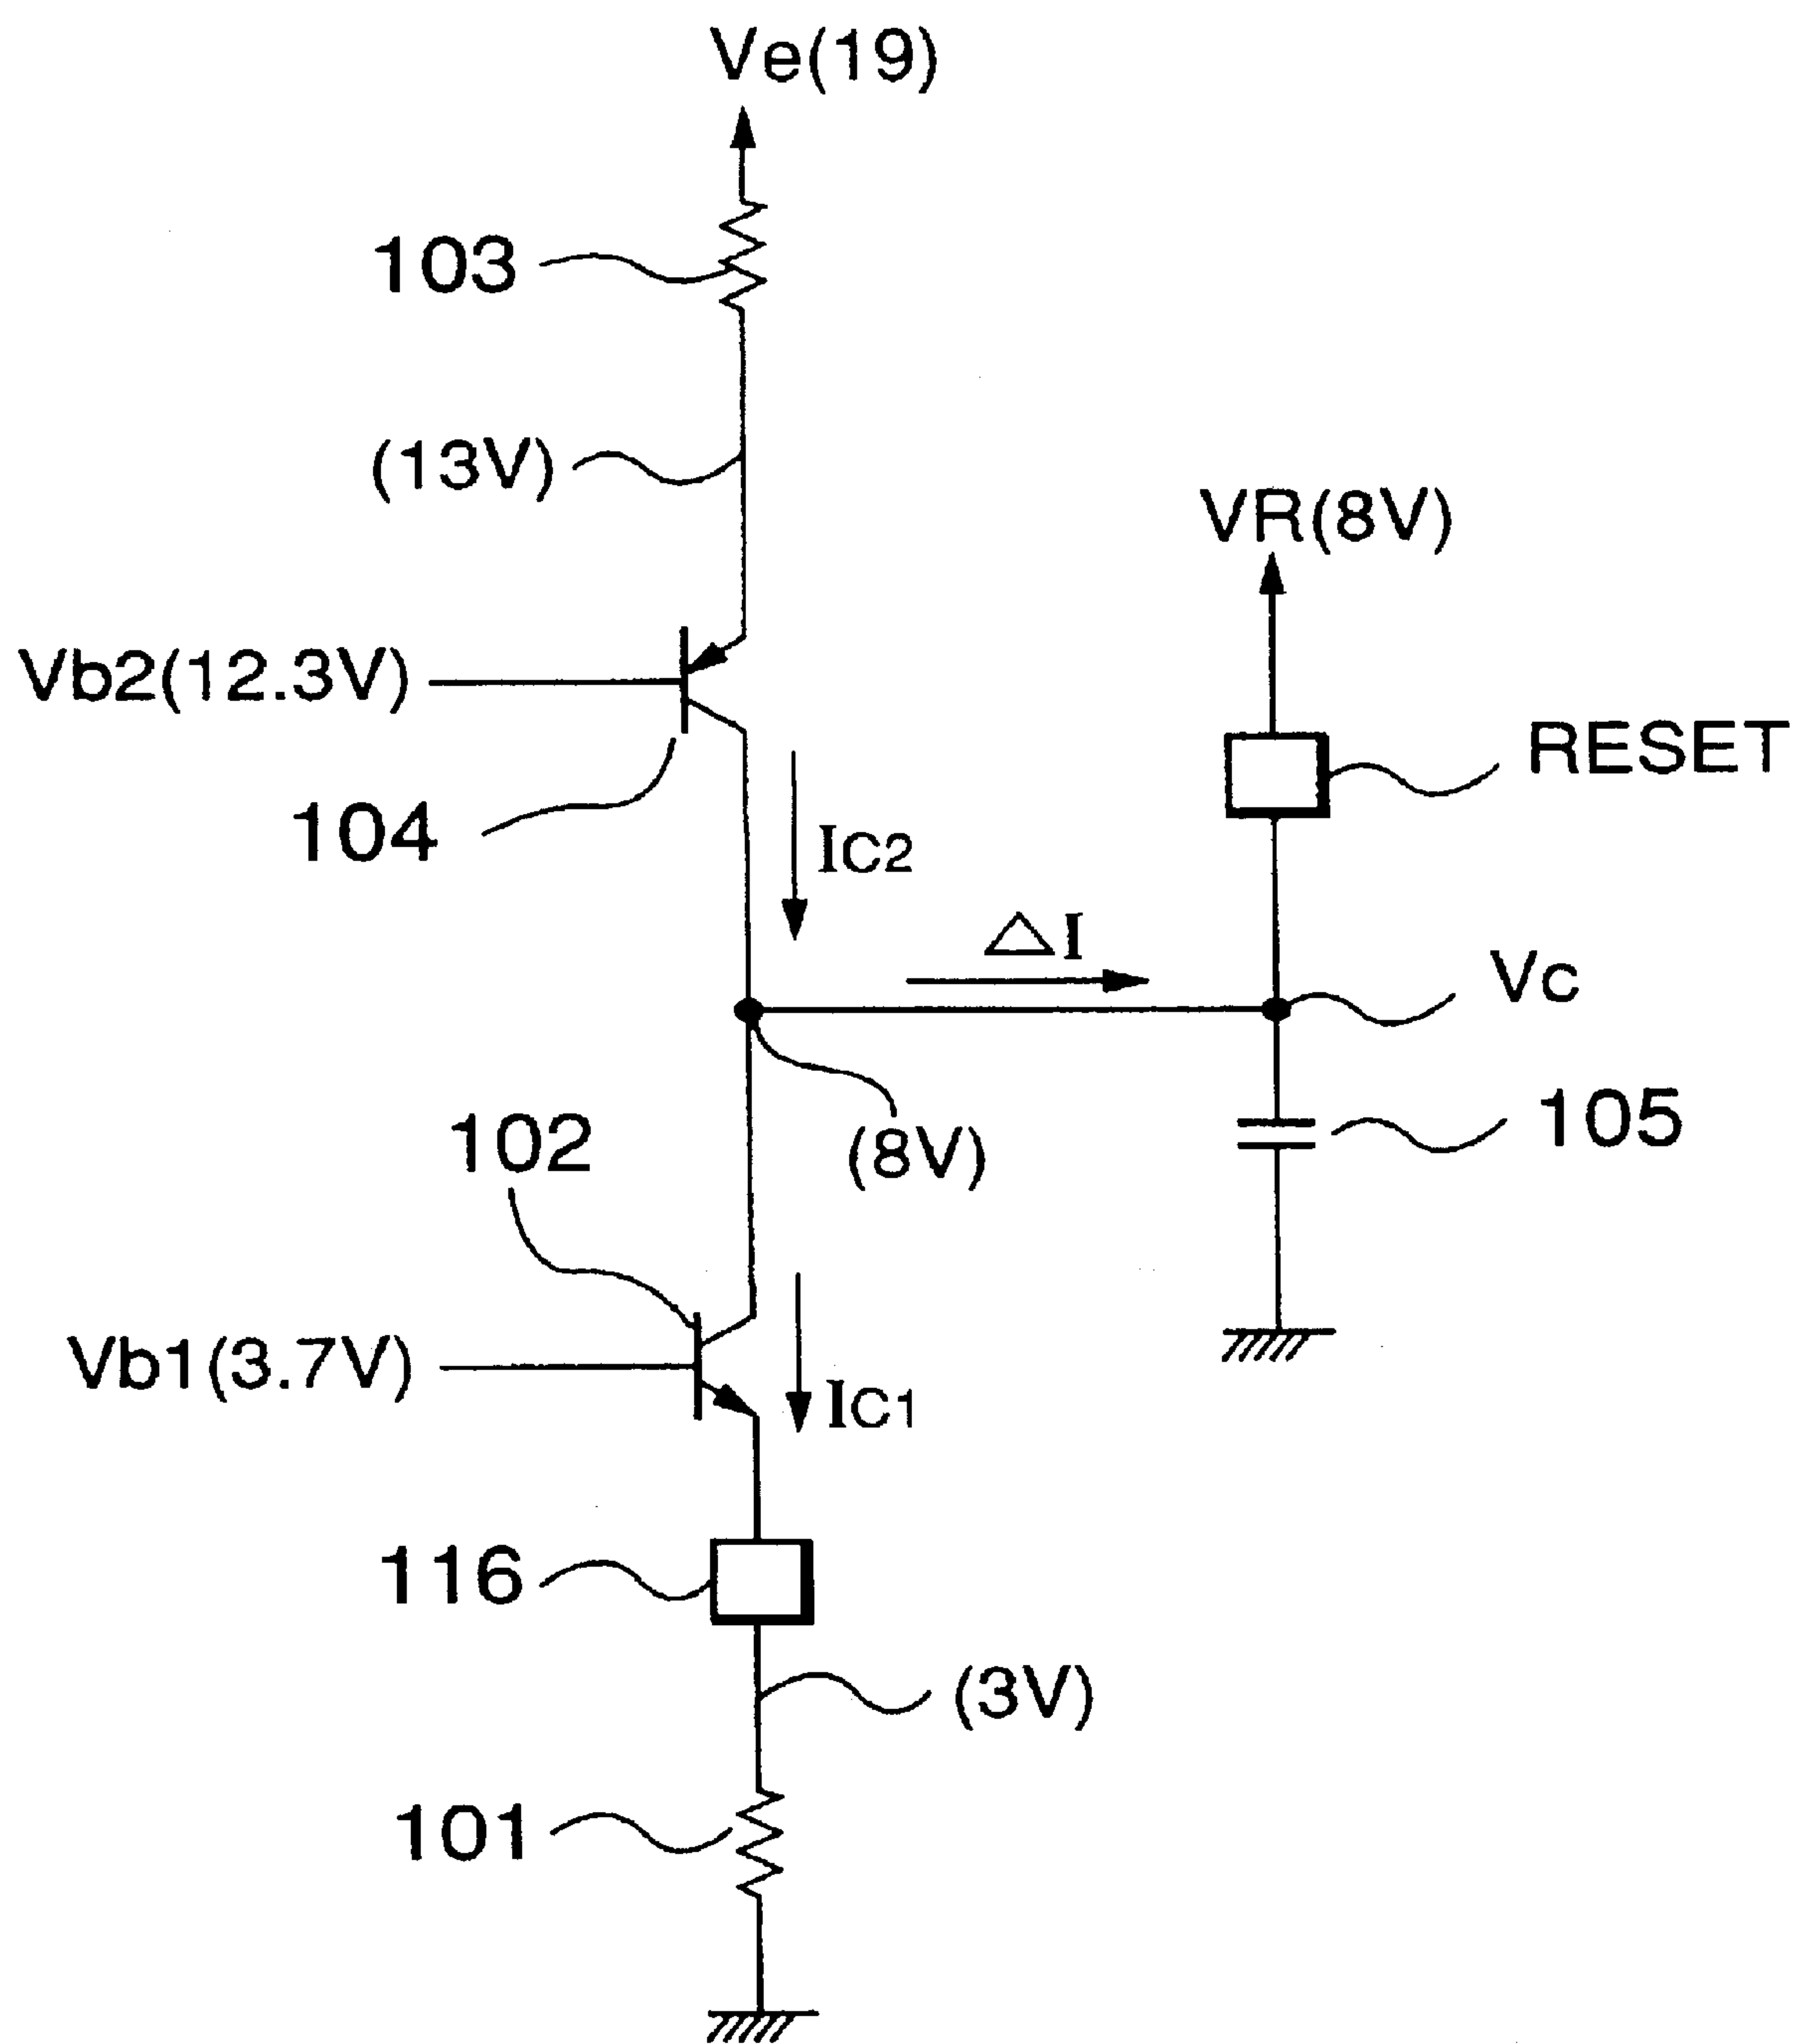 Ve(19)
103
(13V)
VR(8V)
Vb2(12.3V)
RESET
104
IC2
△I
Vc
105
102
(8V)
Vb1(3.7V)
IC1
116
(3V)
101